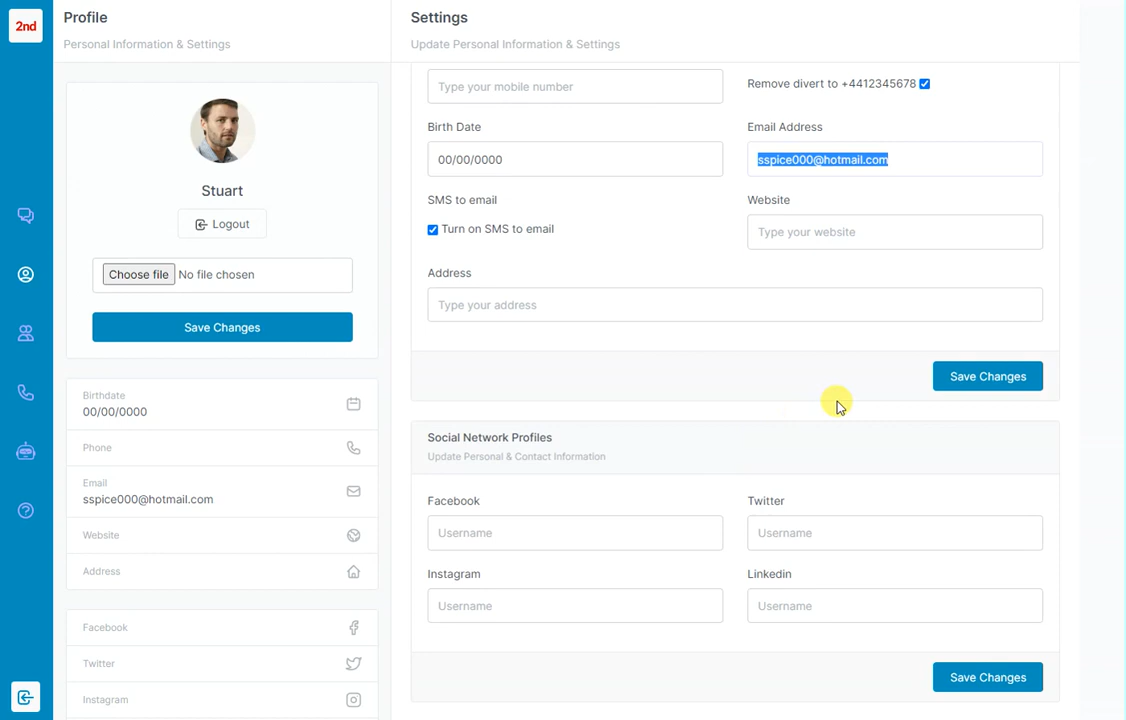 2nd
Profile
Personal Information & Settings
Stuart
Logout
Choose file No file chosen
Save Changes
Birthdate
00/00/0000
Phone
Email
sspice000@hotmail.com
Website
Address
Facebook
Twitter
Instagram
Settings
Update Personal Information & Settings
Type your mobile number
Remove divert to +4412345678
Birth Date
00/00/0000
Email Address
sspice000@hotmail.com
SMS to email
Turn on SMS to email
Website
Type your website
Address
Type your address
Save Changes
Social Network Profiles
Update Personal & Contact Information
Facebook
Username
Twitter
Username
Instagram
Username
Linkedin
Username
Save Changes